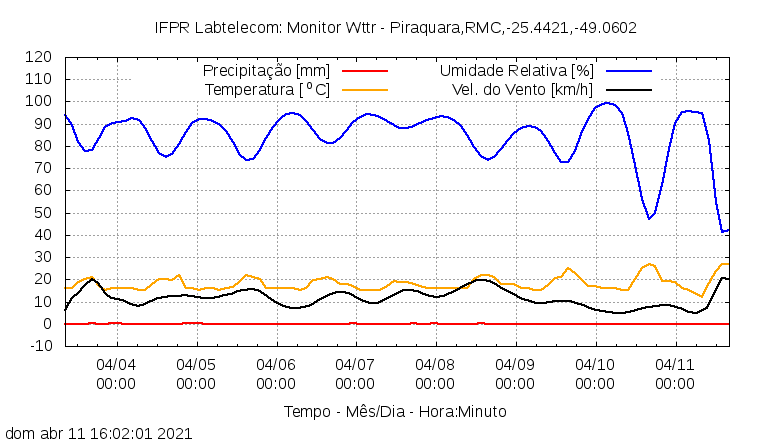 IFPR Labtelecom: Monitor Wttr - Piraquara,RMC,-25.4421,-49.0602
120
110
100
90
80
70
60
50
40
30
20
10
0
-10
Precipitação [mm] Umidade Relativa [%]
Temperatura [ ⁰C] Vel. do Vento [km/h]
04/04 04/05 04/06 04/07 04/08 04/09 04/10 04/11
00:00 00:00 00:00 00:00 00:00 00:00 00:00 00:00
Tempo - Mês/Dia - Hora:Minuto
dom abr 11 16:02:01 2021